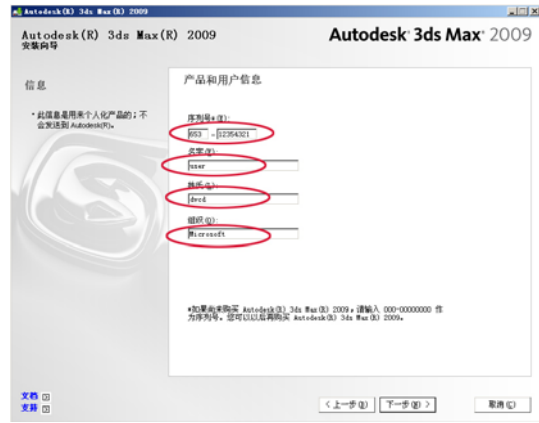 Autodesk(R) 3ds Max(R) 2009
Autodesk(R) 3ds Max(R) 2009
安装向导
Autodesk® 3ds Max® 2009
信息
• 此信息是用来个人化产品的；不
会发送到 Autodesk(R)。
产品和用户信息
序列号*(I):
653 - 12354321
名字(F):
user
姓氏(L):
dwcd
组织(O):
Microsoft
*如果尚未购买 Autodesk(R) 3ds Max(R) 2009，请输入 000-00000000 作
为序列号。您可以以后再购买 Autodesk(R) 3ds Max(R) 2009。
文档
支持
< 上一步(B) 下一步(N) > 取消(C)